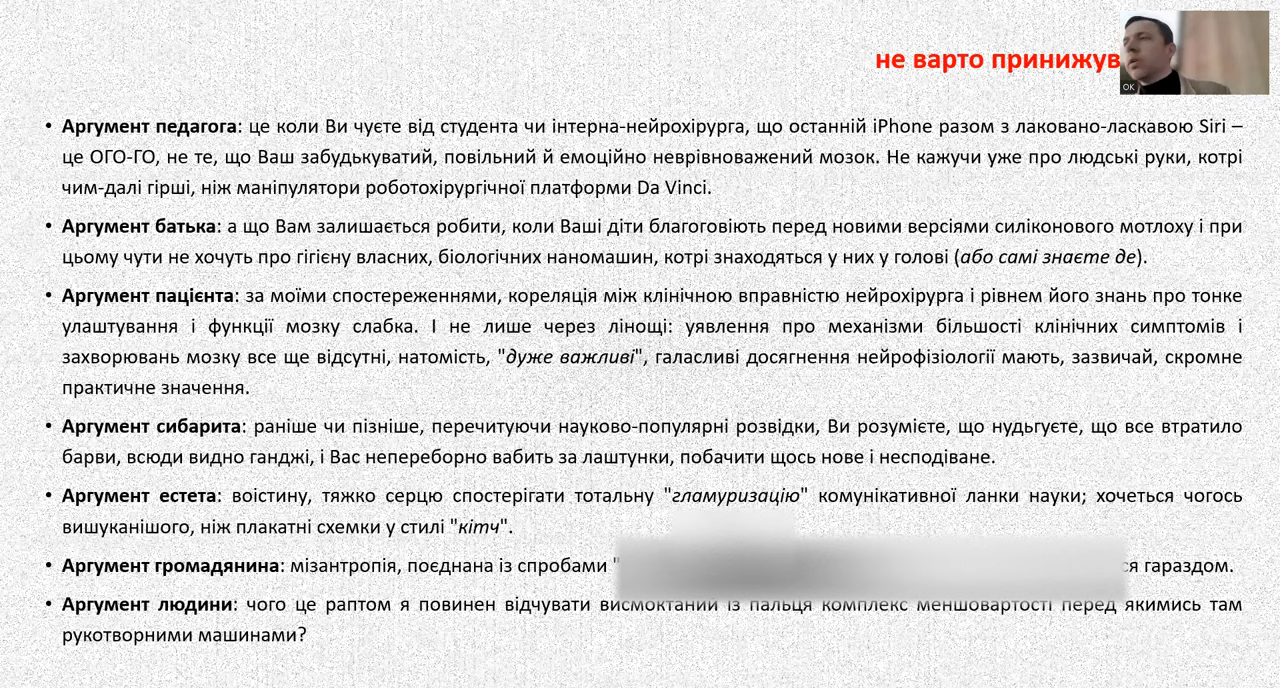 не варто принижув
ОК
• Аргумент педагога: це коли Ви чуєте від студента чи інтерна-нейрохірурга, що останній iPhone разом з лаковано-ласкавою Siri –
це ОГО-ГО, не те, що Ваш забудькуватий, повільний й емоційно неврівноважений мозок. Не кажучи уже про людські руки, котрі
чим-далі гірші, ніж маніпулятори роботохірургічної платформи Da Vinci.
• Аргумент батька: а що Вам залишається робити, коли Ваші діти благоговіють перед новими версіями силіконового мотлоху і при
цьому чути не хочуть про гігієну власних, біологічних наномашин, котрі знаходяться у них у голові (або самі знаєте де).
• Аргумент пацієнта: за моїми спостереженнями, кореляція між клінічною вправністю нейрохірурга і рівнем його знань про тонке
улаштування і функції мозку слабка. І не лише через лінощі: уявлення про механізми більшості клінічних симптомів і
захворювань мозку все ще відсутні, натомість, "дуже важливі", галасливі досягнення нейрофізіології мають, зазвичай, скромне
практичне значення.
• Аргумент сибарита: раніше чи пізніше, перечитуючи науково-популярні розвідки, Ви розумієте, що нудьгуєте, що все втратило
барви, всюди видно ганджі, і Вас непереборно вабить за лаштунки, побачити щось нове і несподіване.
• Аргумент естета: воістину, тяжко серцю спостерігати тотальну "гламуризацію" комунікативної ланки науки; хочеться чогось
вишуканішого, ніж плакатні схемки у стилі "кітч".
• Аргумент громадянина: мізантропія, поєднана із спробами " ся гараздом.
• Аргумент людини: чого це раптом я повинен відчувати висмоктаний із пальця комплекс меншовартості перед якимись там
рукотворними машинами?